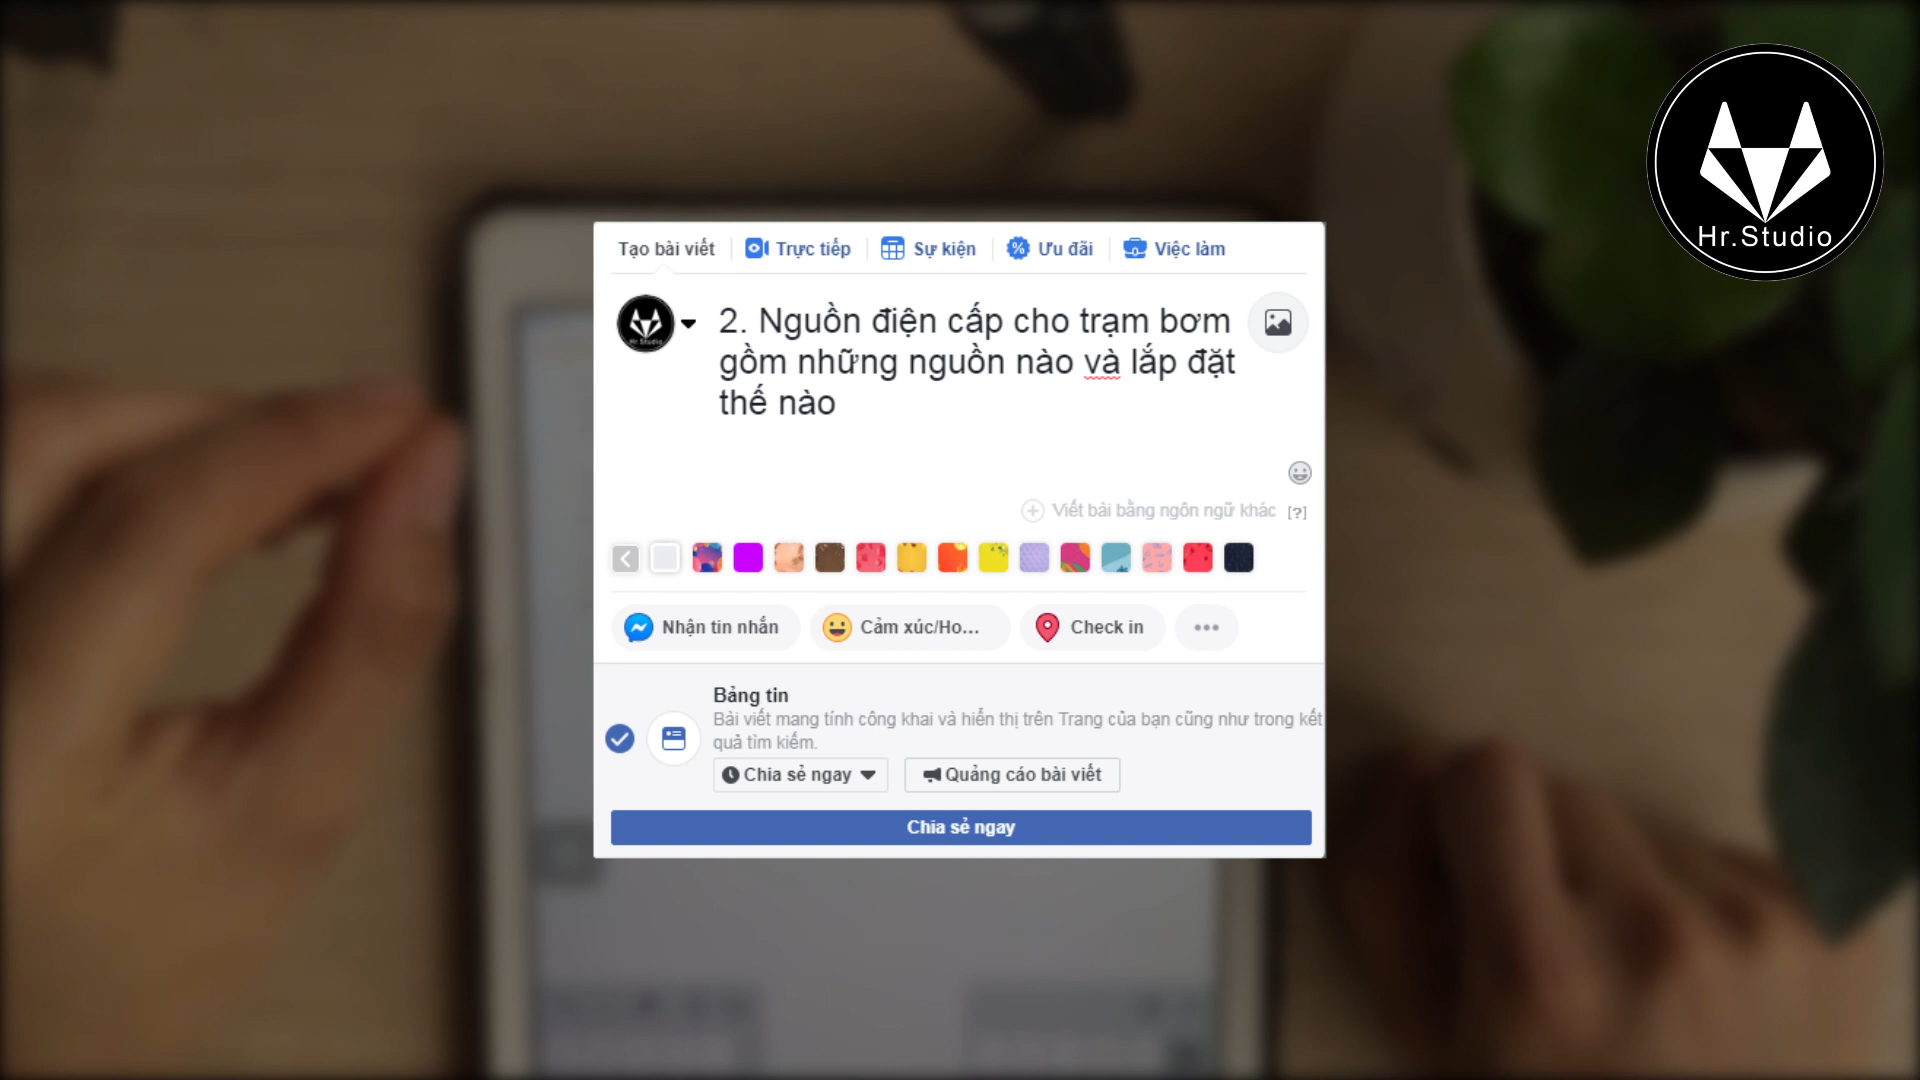 Hr.Studio
Tạo bài viết
Trực tiếp
Sự kiện
Ưu đãi
Việc làm
2. Nguồn điện cấp cho trạm bơm
gồm những nguồn nào và lắp đặt
thế nào
Viết bài bằng ngôn ngữ khác [?]
Nhận tin nhắn
Cảm xúc/Ho...
Check in
Bảng tin
Bài viết mang tính công khai và hiển thị trên Trang của bạn cũng như trong kết
quả tìm kiếm.
Chia sẻ ngay
Quảng cáo bài viết
Chia sẻ ngay